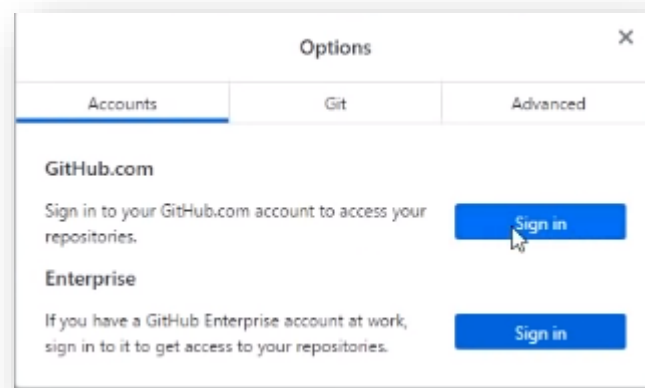 Options
Accounts
Git
Advanced
GitHub.com
Sign in to your GitHub.com account to access your
repositories.
Sign in
Enterprise
If you have a GitHub Enterprise account at work,
sign in to it to get access to your repositories.
Sign in